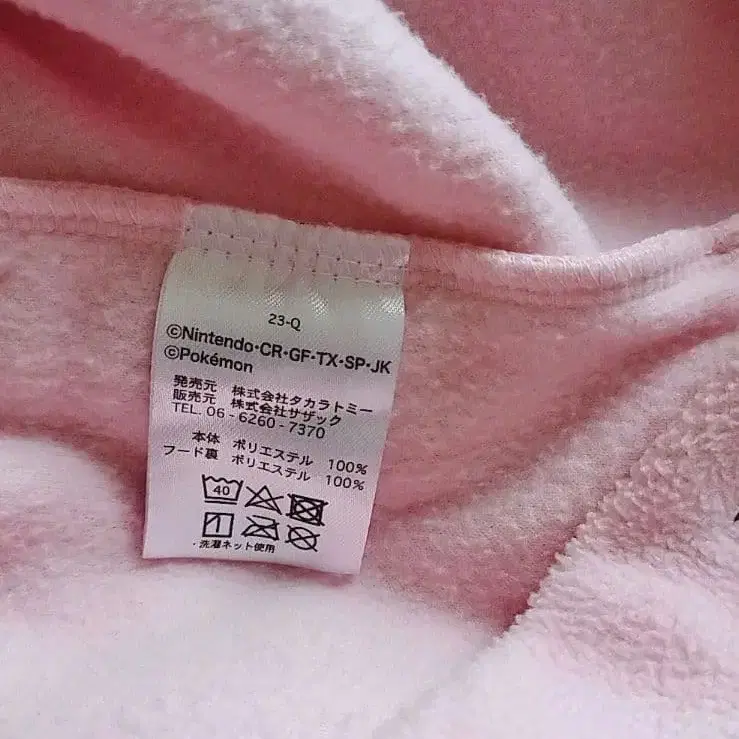 23-Q
©Nintendo・CR・GF・TX・SP・JK
©Pokémon
発売元 株式会社タカラトミー
販売元 株式会社サザック
TEL. 06-6260-7370
本体 ポリエステル 100%
フード裏 ポリエステル 100%
40
・洗濯ネット使用